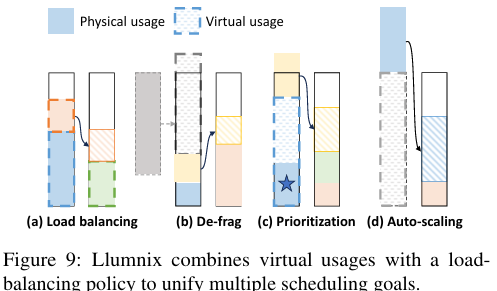 Physical usage Virtual usage
(a) Load balancing (b) De-frag (c) Prioritization (d) Auto-scaling
Figure 9: Llumnix combines virtual usages with a load-
balancing policy to unify multiple scheduling goals.